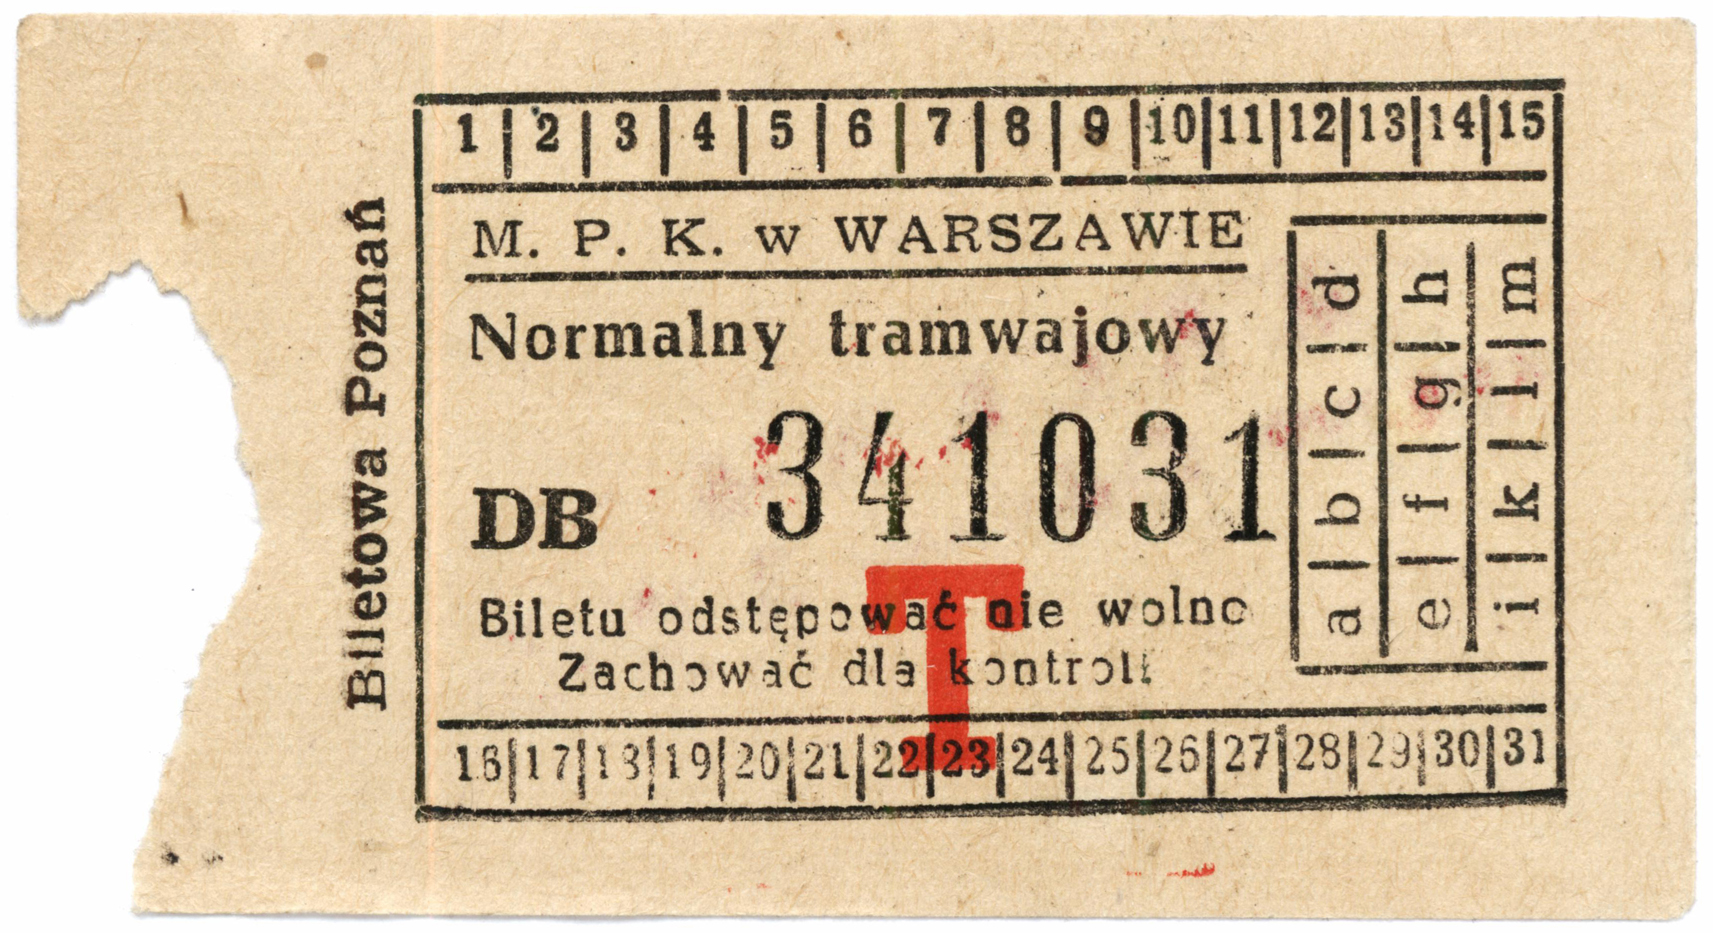 1 | 2 | 3 | 4 | 5 | 6 | 7 | 8 | 9 | 10 | 11 | 12 | 13 | 14 | 15
M. P. K. w WARSZAWIE
Normalny tramwajowy
DB 341031
T
Biletu odstępować nie wolno
Zachować dla kontroli
16 | 17 | 18 | 19 | 20 | 21 | 22 | 23 | 24 | 25 | 26 | 27 | 28 | 29 | 30 | 31
a | b | c | d
e | f | g | h
i | k | l | m
Biletowa Poznań